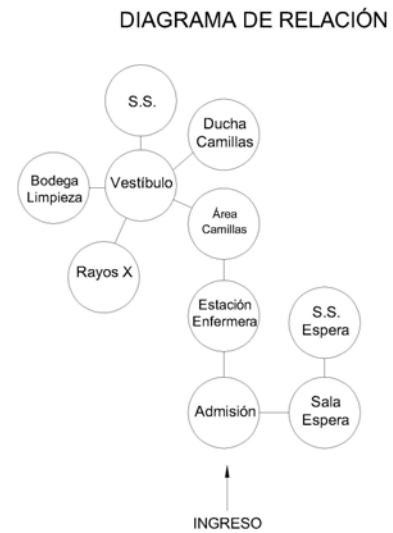 DIAGRAMA DE RELACIÓN
S.S.
Ducha
Camillas
Bodega
Limpieza
Vestíbulo
Área
Camillas
Rayos X
Estación
Enfermera
S.S.
Espera
Admisión
Sala
Espera
INGRESO